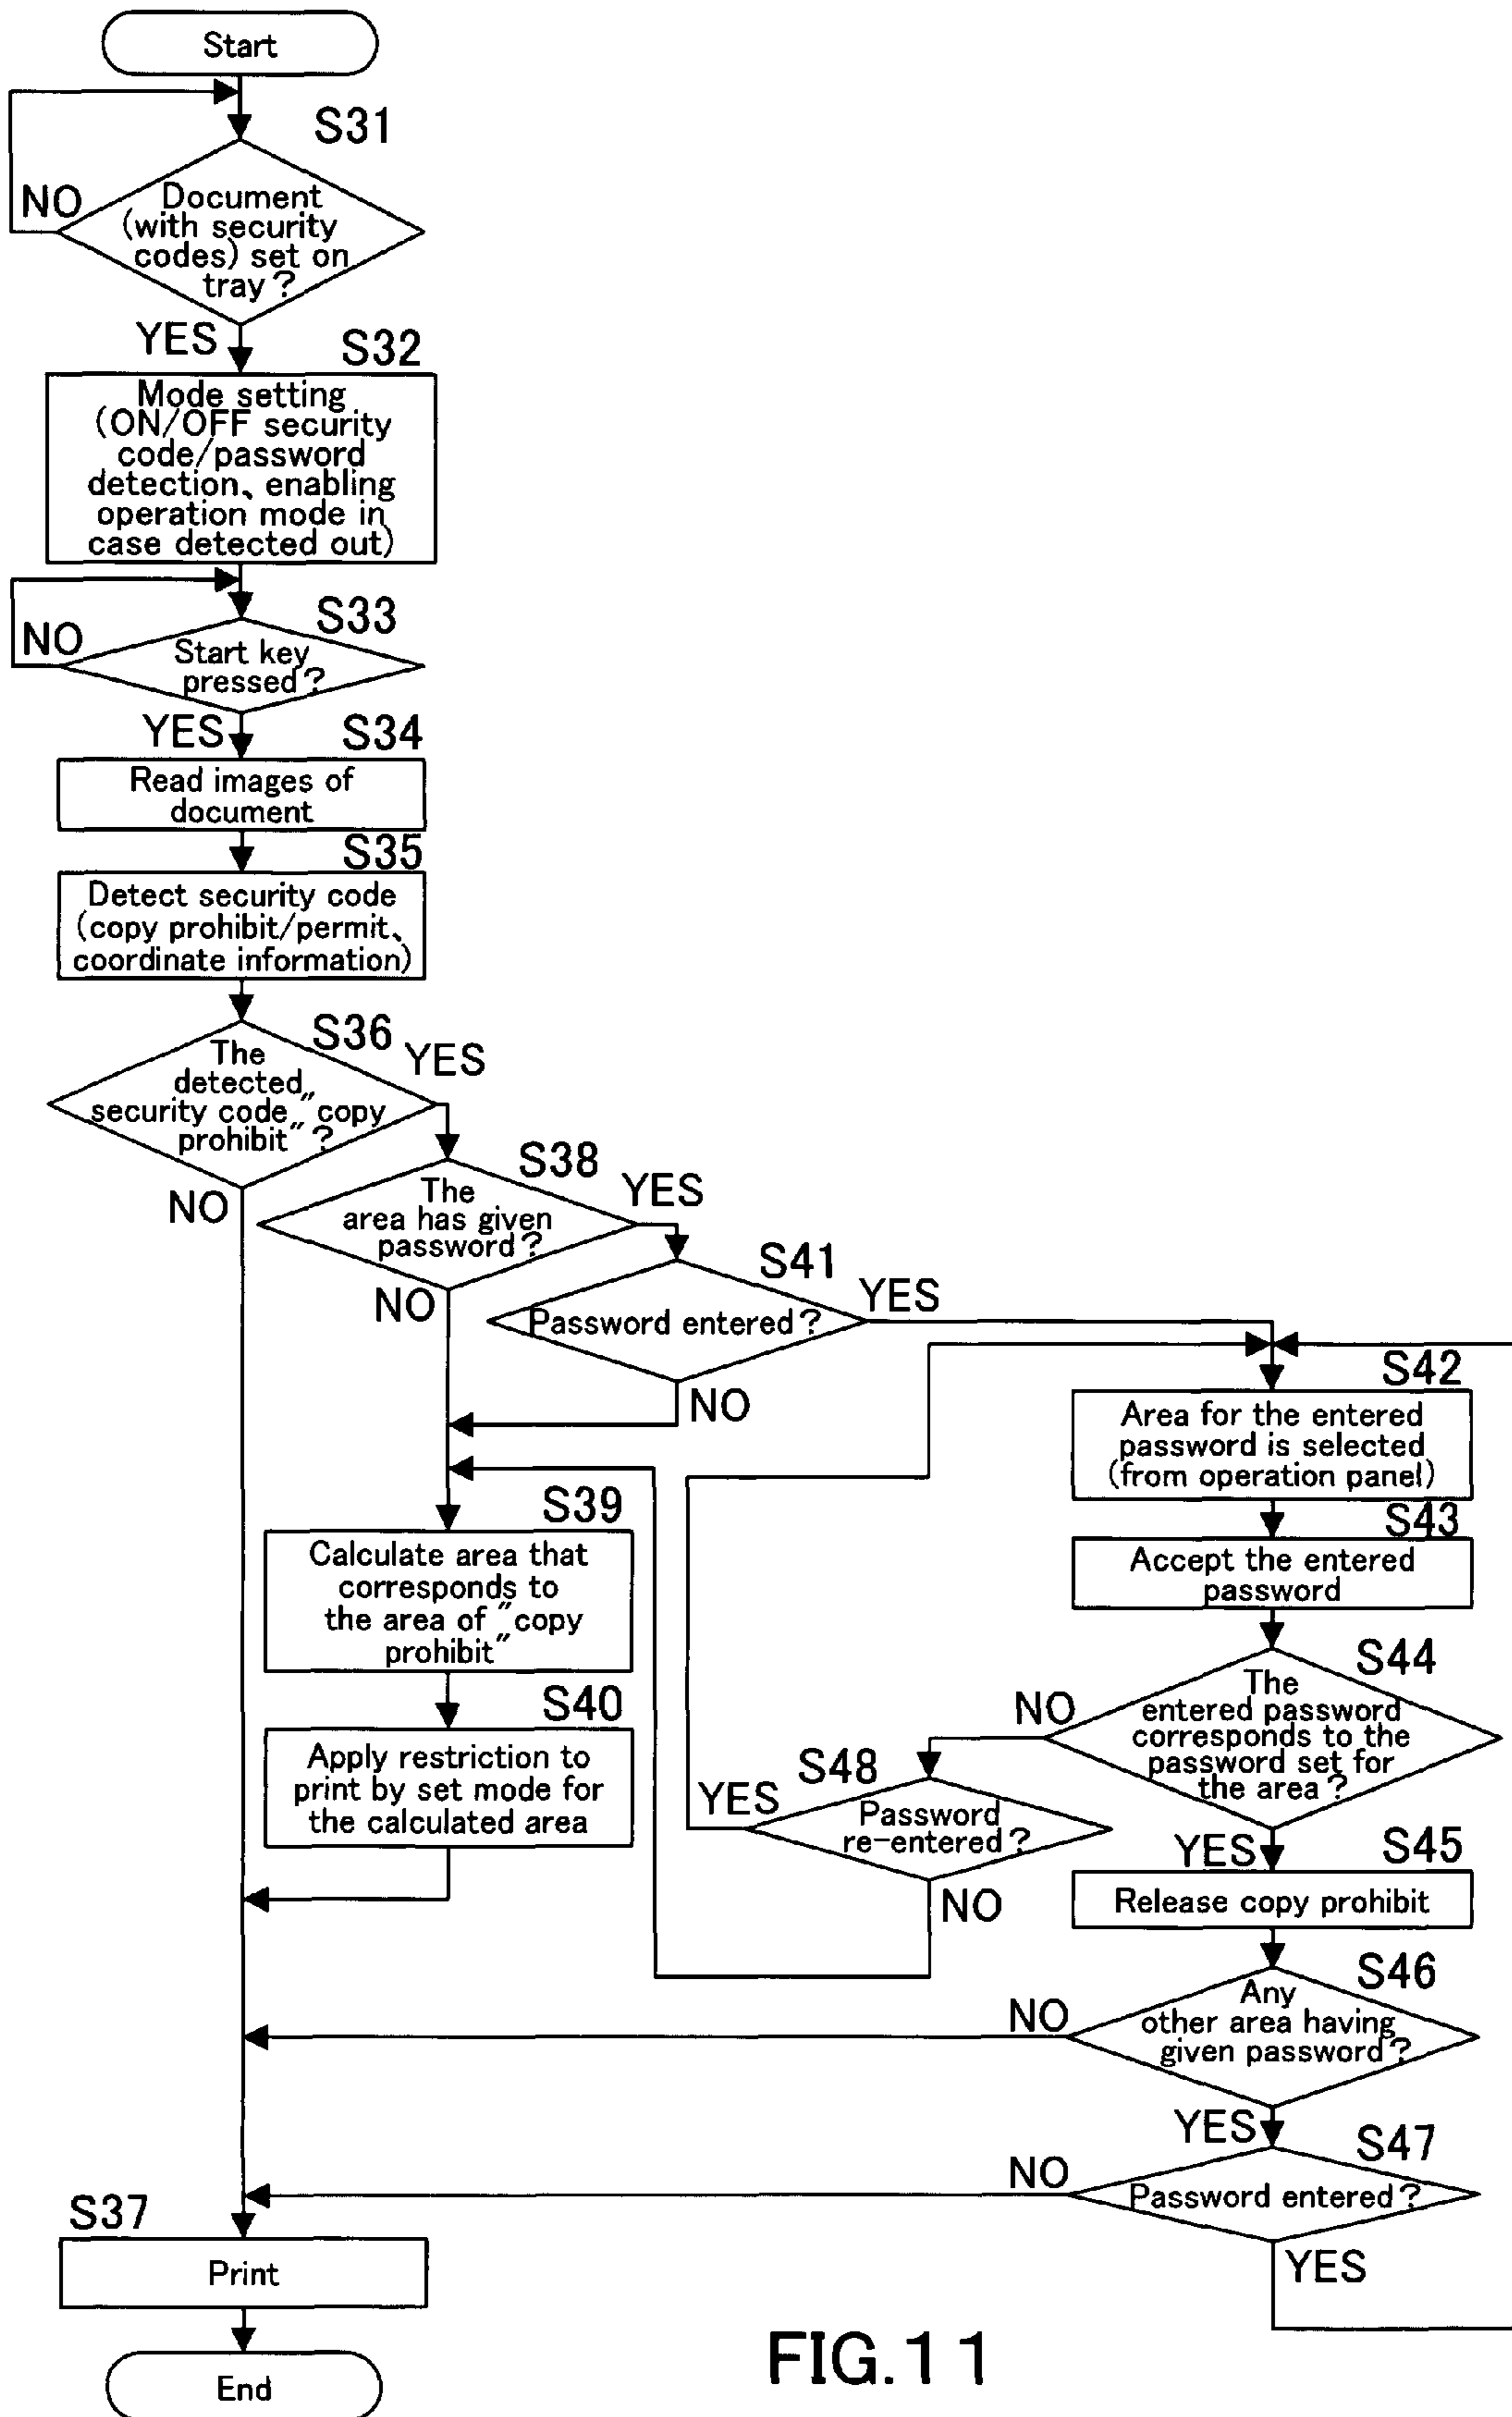 Start
S31
NO
Document
(with security
codes) set on
tray?
YES
S32
Mode setting
(ON/OFF security
code/password
detection、enabling
operation mode in
case detected out)
S33
NO
Start key
pressed?
YES
S34
Read images of
document
S35
Detect security code
(copy prohibit/permit、
coordinate information)
S36
YES
The
detected
security code "copy
prohibit" ?
NO
S38
YES
The
area has given
password?
NO
S41
YES
Password entered?
NO
S42
Area for the entered
password is selected
(from operation panel)
S43
Accept the entered
password
S39
Calculate area that
corresponds to
the area of "copy
prohibit"
S44
NO
The
entered password
corresponds to the
password set for
the area?
YES
S40
Apply restriction to
print by set mode for
the calculated area
S48
YES
Password
re-entered?
NO
S45
Release copy prohibit
S46
NO
Any
other area having
given password?
YES
S47
NO
Password entered?
YES
S37
Print
End
FIG.11